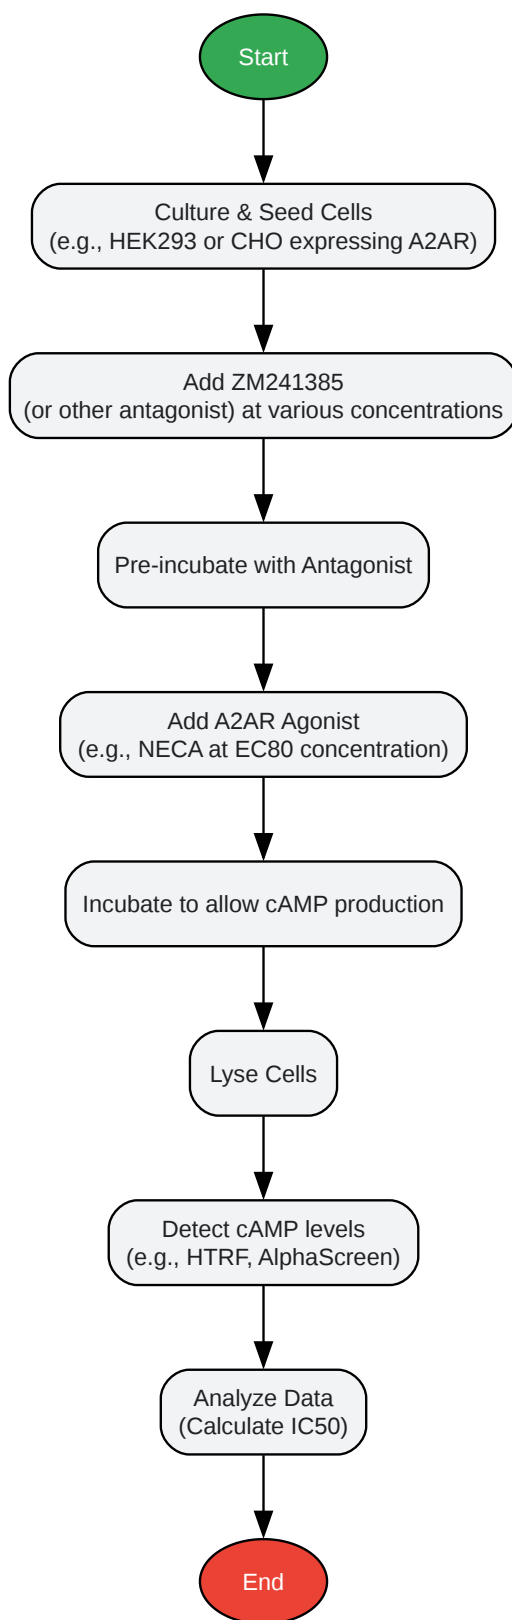 Start
Culture & Seed Cells
(e.g., HEK293 or CHO expressing A2AR)
Add ZM241385
(or other antagonist) at various concentrations
Pre-incubate with Antagonist
Add A2AR Agonist
(e.g., NECA at EC80 concentration)
Incubate to allow cAMP production
Lyse Cells
Detect cAMP levels
(e.g., HTRF, AlphaScreen)
Analyze Data
(Calculate IC50)
End